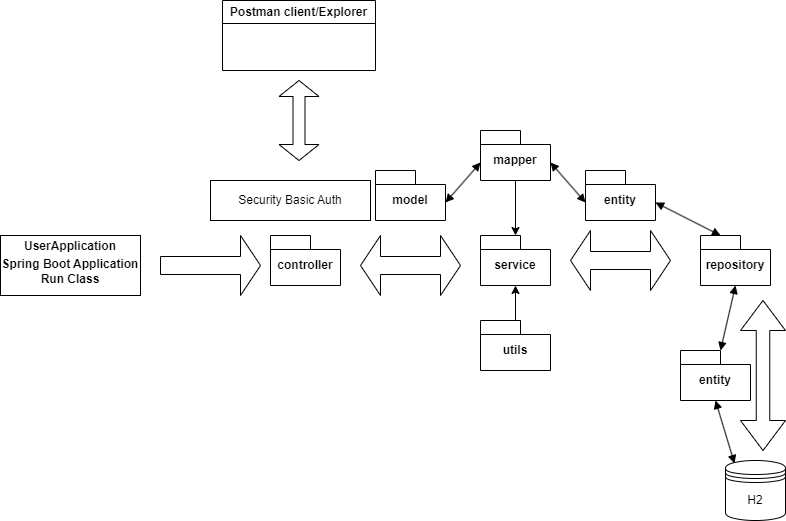 Postman client/Explorer
mapper
Security Basic Auth
model
entity
UserApplication
Spring Boot Application
Run Class
controller
service
repository
utils
entity
H2